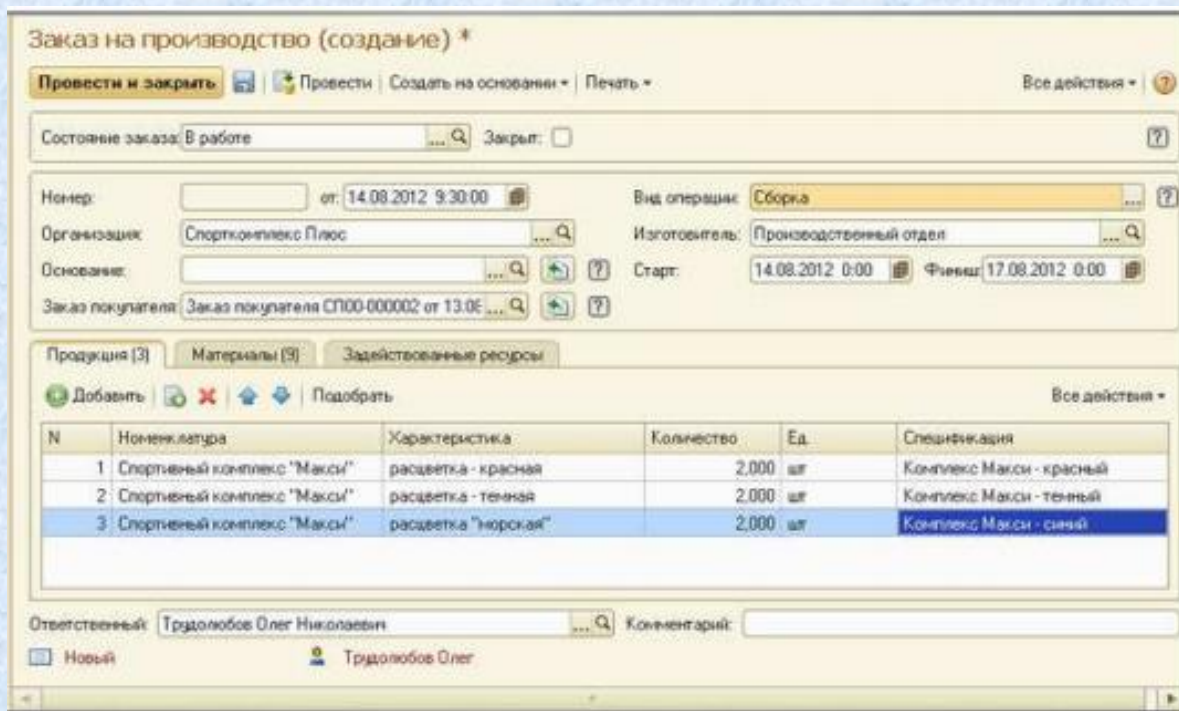 Заказ на производство (создание) *
Провести и закрыть Провести Создать на основании Печать Все действия ?
Состояние заказа: В работе ... Закрыт: ?
Номер: от: 14.08.2012 9:30:00 Вид операции: Сборка ... ?
Организация: Спорткомплекс Плюс ... Изготовитель: Производственный отдел ...
Основание: ... ? Старт: 14.08.2012 0:00 Финиш: 17.08.2012 0:00
Заказ покупателя: Заказ покупателя СП00-000002 от 13.08 ... ?
Продукция (3) Материалы (9) Задействованные ресурсы
Добавить Подобрать Все действия
N Номенклатура Характеристика Количество Ед. Спецификация
1 Спортивный комплекс "Макси" расцветка - красная 2,000 шт Комплекс Макси - красный
2 Спортивный комплекс "Макси" расцветка - темная 2,000 шт Комплекс Макси - темный
3 Спортивный комплекс "Макси" расцветка "морская" 2,000 шт Комплекс Макси - синий
Ответственный: Трудолюбов Олег Николаевич ... Комментарий:
Новый Трудолюбов Олег